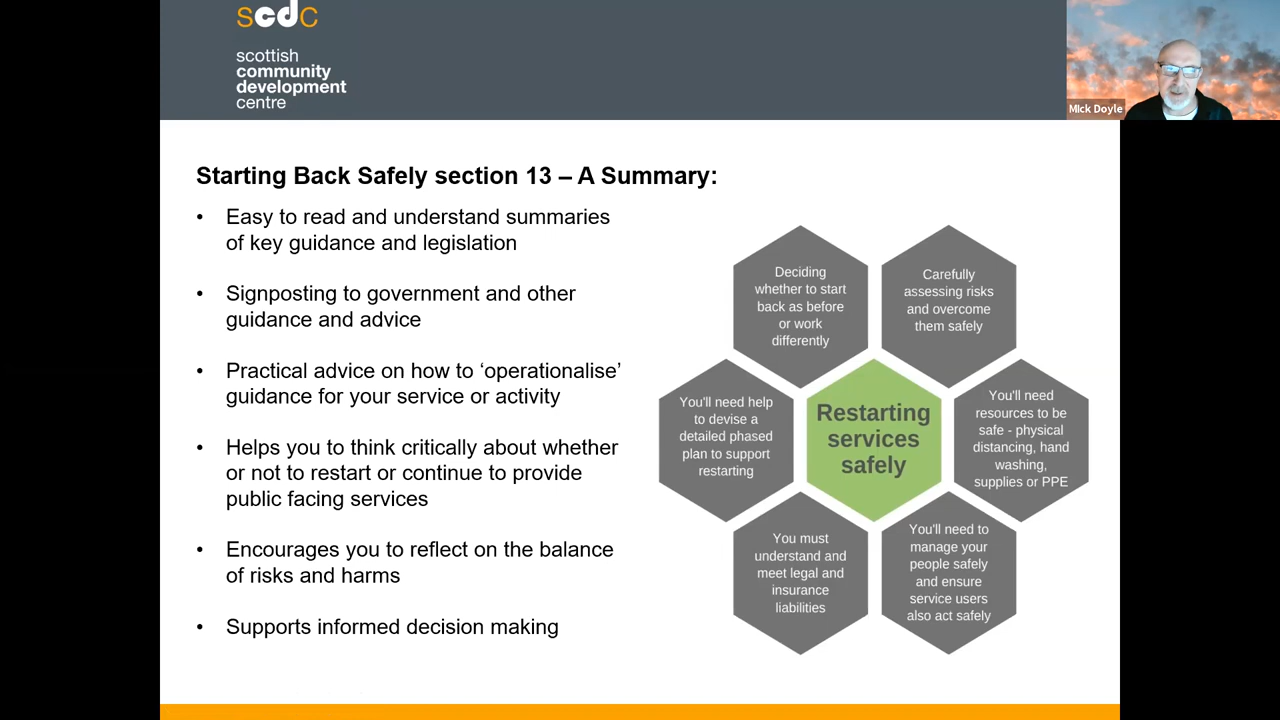 scdc
scottish
community
development
centre
Mick Doyle
Starting Back Safely section 13 – A Summary:
• Easy to read and understand summaries
of key guidance and legislation
• Signposting to government and other
guidance and advice
• Practical advice on how to ‘operationalise’
guidance for your service or activity
• Helps you to think critically about whether
or not to restart or continue to provide
public facing services
• Encourages you to reflect on the balance
of risks and harms
• Supports informed decision making
Deciding
whether to start
back as before
or work
differently
Carefully
assessing risks
and overcome
them safely
You'll need help
to devise a
detailed phased
plan to support
restarting
Restarting
services
safely
You'll need
resources to be
safe - physical
distancing, hand
washing,
supplies or PPE
You must
understand and
meet legal and
insurance
liabilities
You'll need to
manage your
people safely
and ensure
service users
also act safely